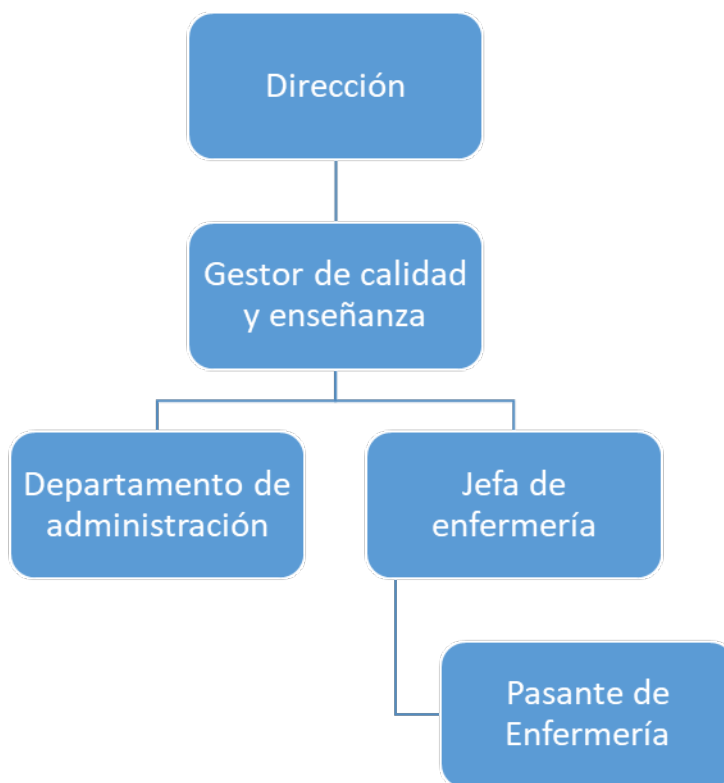 Dirección
Gestor de calidad
y enseñanza
Departamento de
administración
Jefa de
enfermería
Pasante de
Enfermería